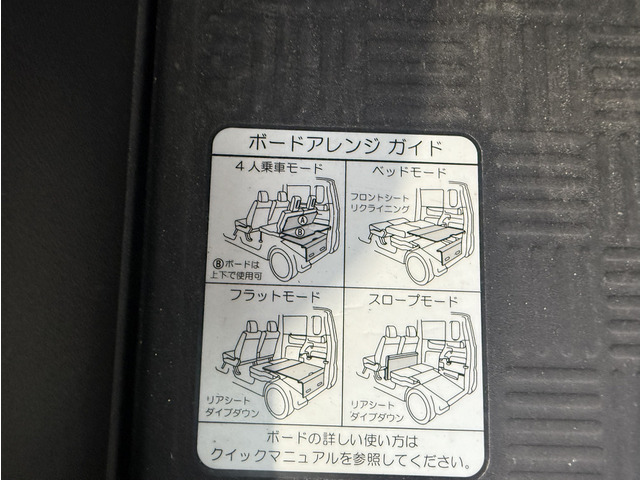 ボードアレンジ ガイド
4人乗車モード
Ⓐ
Ⓑ
Ⓑボードは
上下で使用可
ベッドモード
フロントシート
リクライニング
フラットモード
リアシート
ダイブダウン
スロープモード
リアシート
ダイブダウン
ボードの詳しい使い方は
クイックマニュアルを参照してください。